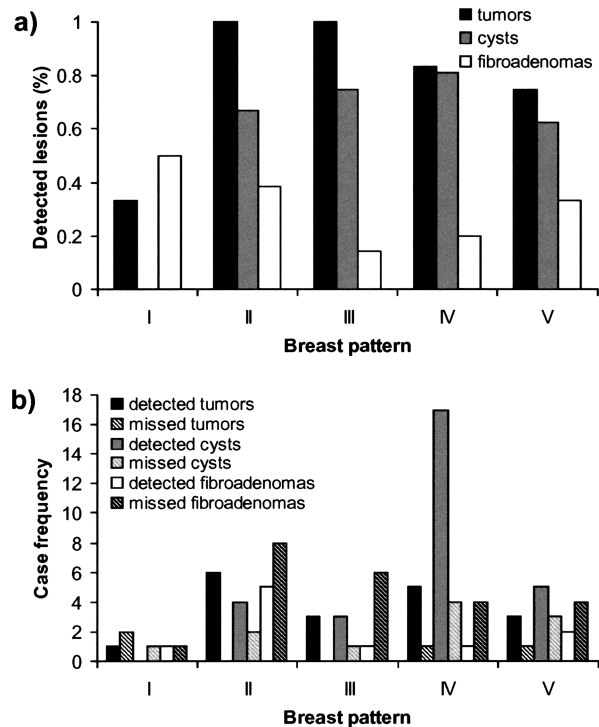 a)
Detected lesions (%)
1
0.8
0.6
0.4
0.2
0
tumors
cysts
fibroadenomas
I II III IV V
Breast pattern
b)
Case frequency
18
16
14
12
10
8
6
4
2
0
detected tumors
missed tumors
detected cysts
missed cysts
detected fibroadenomas
missed fibroadenomas
I II III IV V
Breast pattern